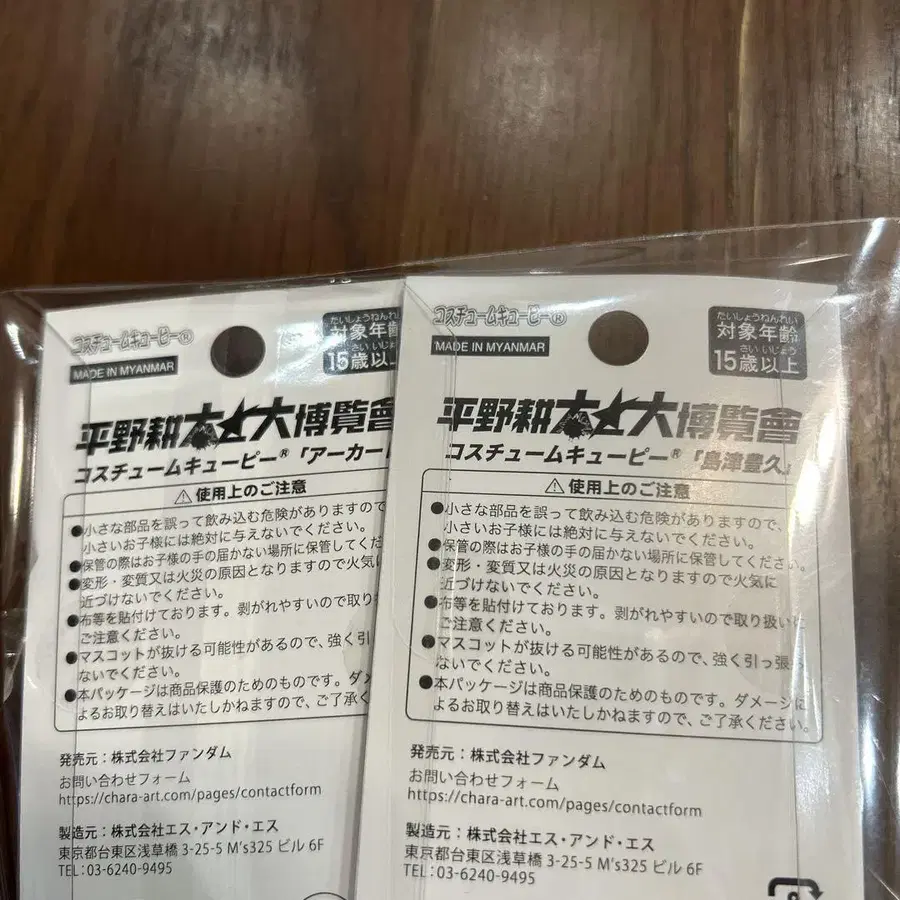 コスチュームキューピー®
MADE IN MYANMAR
たいしょうねんれい
対象年齢
さい いじょう
15歳以上
平野耕太大博覧會
コスチュームキューピー®「アーカー
⚠使用上のご注意
●小さな部品を誤って飲み込む危険がありますので
小さいお子様には絶対に与えないでください。
●保管の際はお子様の手の届かない場所に保管してくだ
●変形・変質又は火災の原因となりますので火気に
近づけないでください。
●布等を貼付けております。剥がれやすいので取り
ご注意ください。
●マスコットが抜ける可能性があるので、強く引
ないでください。
●本パッケージは商品保護のためのものです。ダメ
よるお取り替えはいたしかねますので、ご了承く
発売元:株式会社ファンダム
お問い合わせフォーム
https://chara-art.com/pages/contactform
製造元:株式会社エス・アンド・エス
東京都台東区浅草橋 3-25-5 M's325 ビル 6F
TEL:03-6240-9495
コスチュームキューピー®
MADE IN MYANMAR
たいしょうねんれい
対象年齢
さい いじょう
15歳以上
平野耕太大博覧會
コスチュームキューピー®「島津豊久」
⚠使用上のご注意
●小さな部品を誤って飲み込む危険がありますので、
小さいお子様には絶対に与えないでください。
●保管の際はお子様の手の届かない場所に保管してください。
●変形・変質又は火災の原因となりますので火気に
近づけないでください。
●布等を貼付けております。剥がれやすいので取り扱いに
ご注意ください。
●マスコットが抜ける可能性があるので、強く引っ張ら
ないでください。
●本パッケージは商品保護のためのものです。ダメージに
よるお取り替えはいたしかねますので、ご了承ください。
発売元:株式会社ファンダム
お問い合わせフォーム
https://chara-art.com/pages/contactform
製造元:株式会社エス・アンド・エス
東京都台東区浅草橋 3-25-5 M's325 ビル 6F
TEL:03-6240-9495